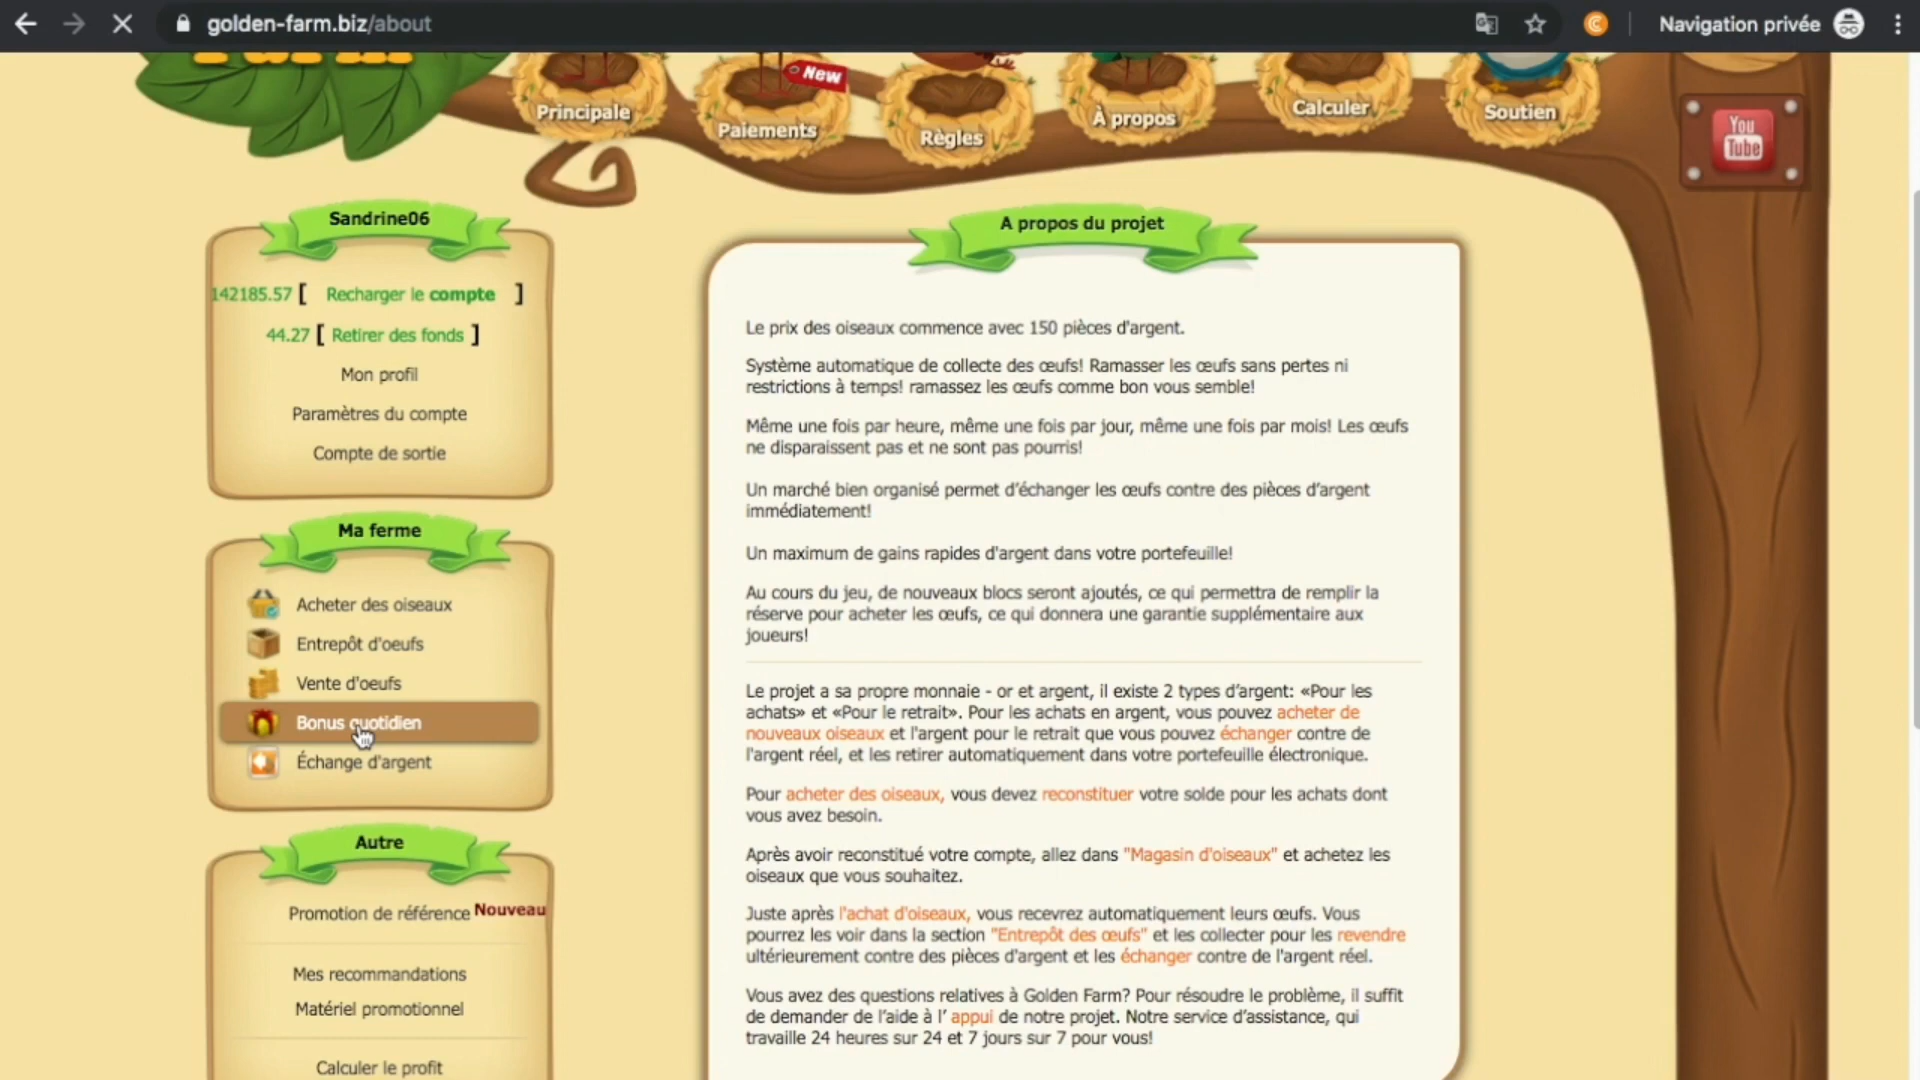 golden-farm.biz/about
Navigation privée
New
Principale
Paiements
Règles
À propos
Calculer
Soutien
You
Tube
Sandrine06
142185.57 [ Recharger le compte ]
44.27 [ Retirer des fonds ]
Mon profil
Paramètres du compte
Compte de sortie
Ma ferme
Acheter des oiseaux
Entrepôt d'oeufs
Vente d'oeufs
Bonus quotidien
Échange d'argent
Autre
Promotion de référence Nouveau
Mes recommandations
Matériel promotionnel
Calculer le profit
A propos du projet
Le prix des oiseaux commence avec 150 pièces d'argent.
Système automatique de collecte des œufs! Ramasser les œufs sans pertes ni
restrictions à temps! ramassez les œufs comme bon vous semble!
Même une fois par heure, même une fois par jour, même une fois par mois! Les œufs
ne disparaissent pas et ne sont pas pourris!
Un marché bien organisé permet d’échanger les œufs contre des pièces d’argent
immédiatement!
Un maximum de gains rapides d'argent dans votre portefeuille!
Au cours du jeu, de nouveaux blocs seront ajoutés, ce qui permettra de remplir la
réserve pour acheter les œufs, ce qui donnera une garantie supplémentaire aux
joueurs!
Le projet a sa propre monnaie - or et argent, il existe 2 types d’argent: «Pour les
achats» et «Pour le retrait». Pour les achats en argent, vous pouvez acheter de
nouveaux oiseaux et l'argent pour le retrait que vous pouvez échanger contre de
l'argent réel, et les retirer automatiquement dans votre portefeuille électronique.
Pour acheter des oiseaux, vous devez reconstituer votre solde pour les achats dont
vous avez besoin.
Après avoir reconstitué votre compte, allez dans "Magasin d'oiseaux" et achetez les
oiseaux que vous souhaitez.
Juste après l'achat d'oiseaux, vous recevrez automatiquement leurs œufs. Vous
pourrez les voir dans la section "Entrepôt des œufs" et les collecter pour les revendre
ultérieurement contre des pièces d'argent et les échanger contre de l'argent réel.
Vous avez des questions relatives à Golden Farm? Pour résoudre le problème, il suffit
de demander de l’aide à l’ appui de notre projet. Notre service d’assistance, qui
travaille 24 heures sur 24 et 7 jours sur 7 pour vous!